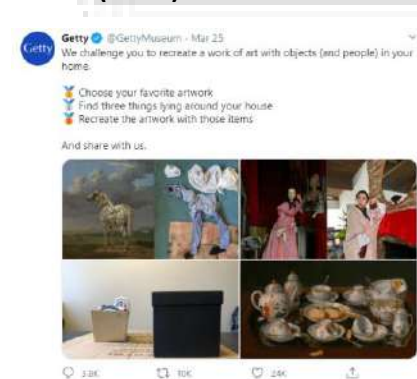 Getty
Getty @GettyMuseum · Mar 25
We challenge you to recreate a work of art with objects (and people) in your
home.
🥇 Choose your favorite artwork
🥈 Find three things lying around your house
🥉 Recreate the artwork with those items
And share with us.
10K
24K